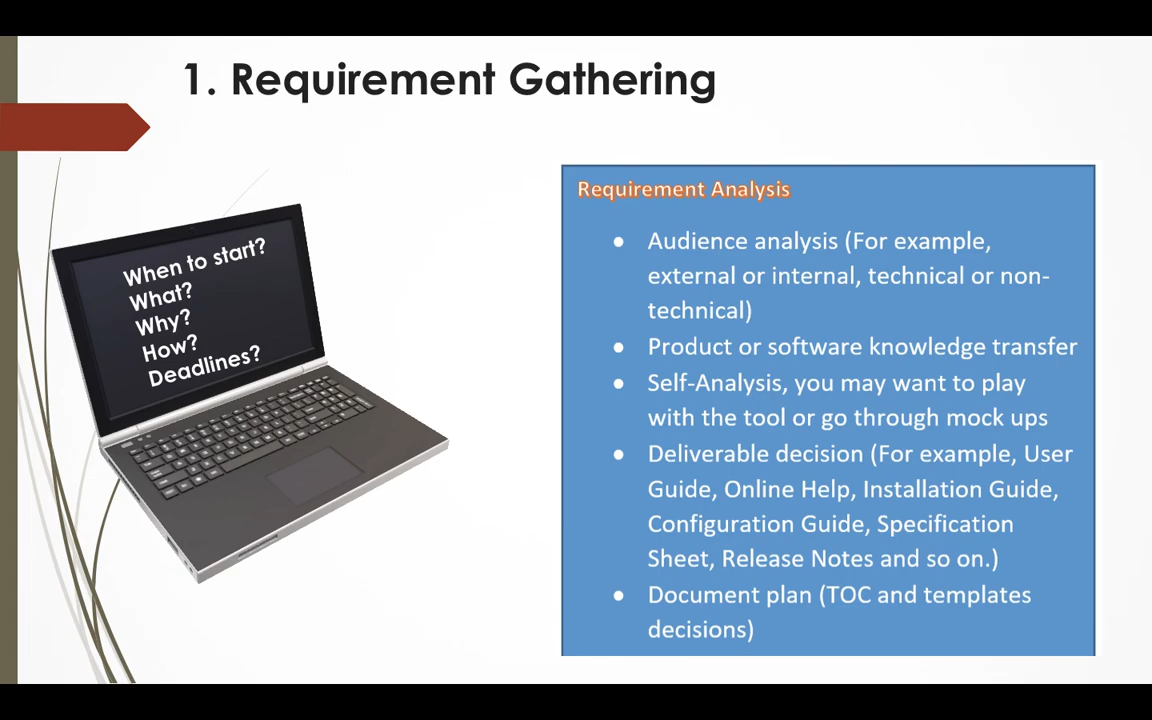 1. Requirement Gathering
When to start?
What?
Why?
How?
Deadlines?
Requirement Analysis
● Audience analysis (For example,
external or internal, technical or non-
technical)
● Product or software knowledge transfer
● Self-Analysis, you may want to play
with the tool or go through mock ups
● Deliverable decision (For example, User
Guide, Online Help, Installation Guide,
Configuration Guide, Specification
Sheet, Release Notes and so on.)
● Document plan (TOC and templates
decisions)